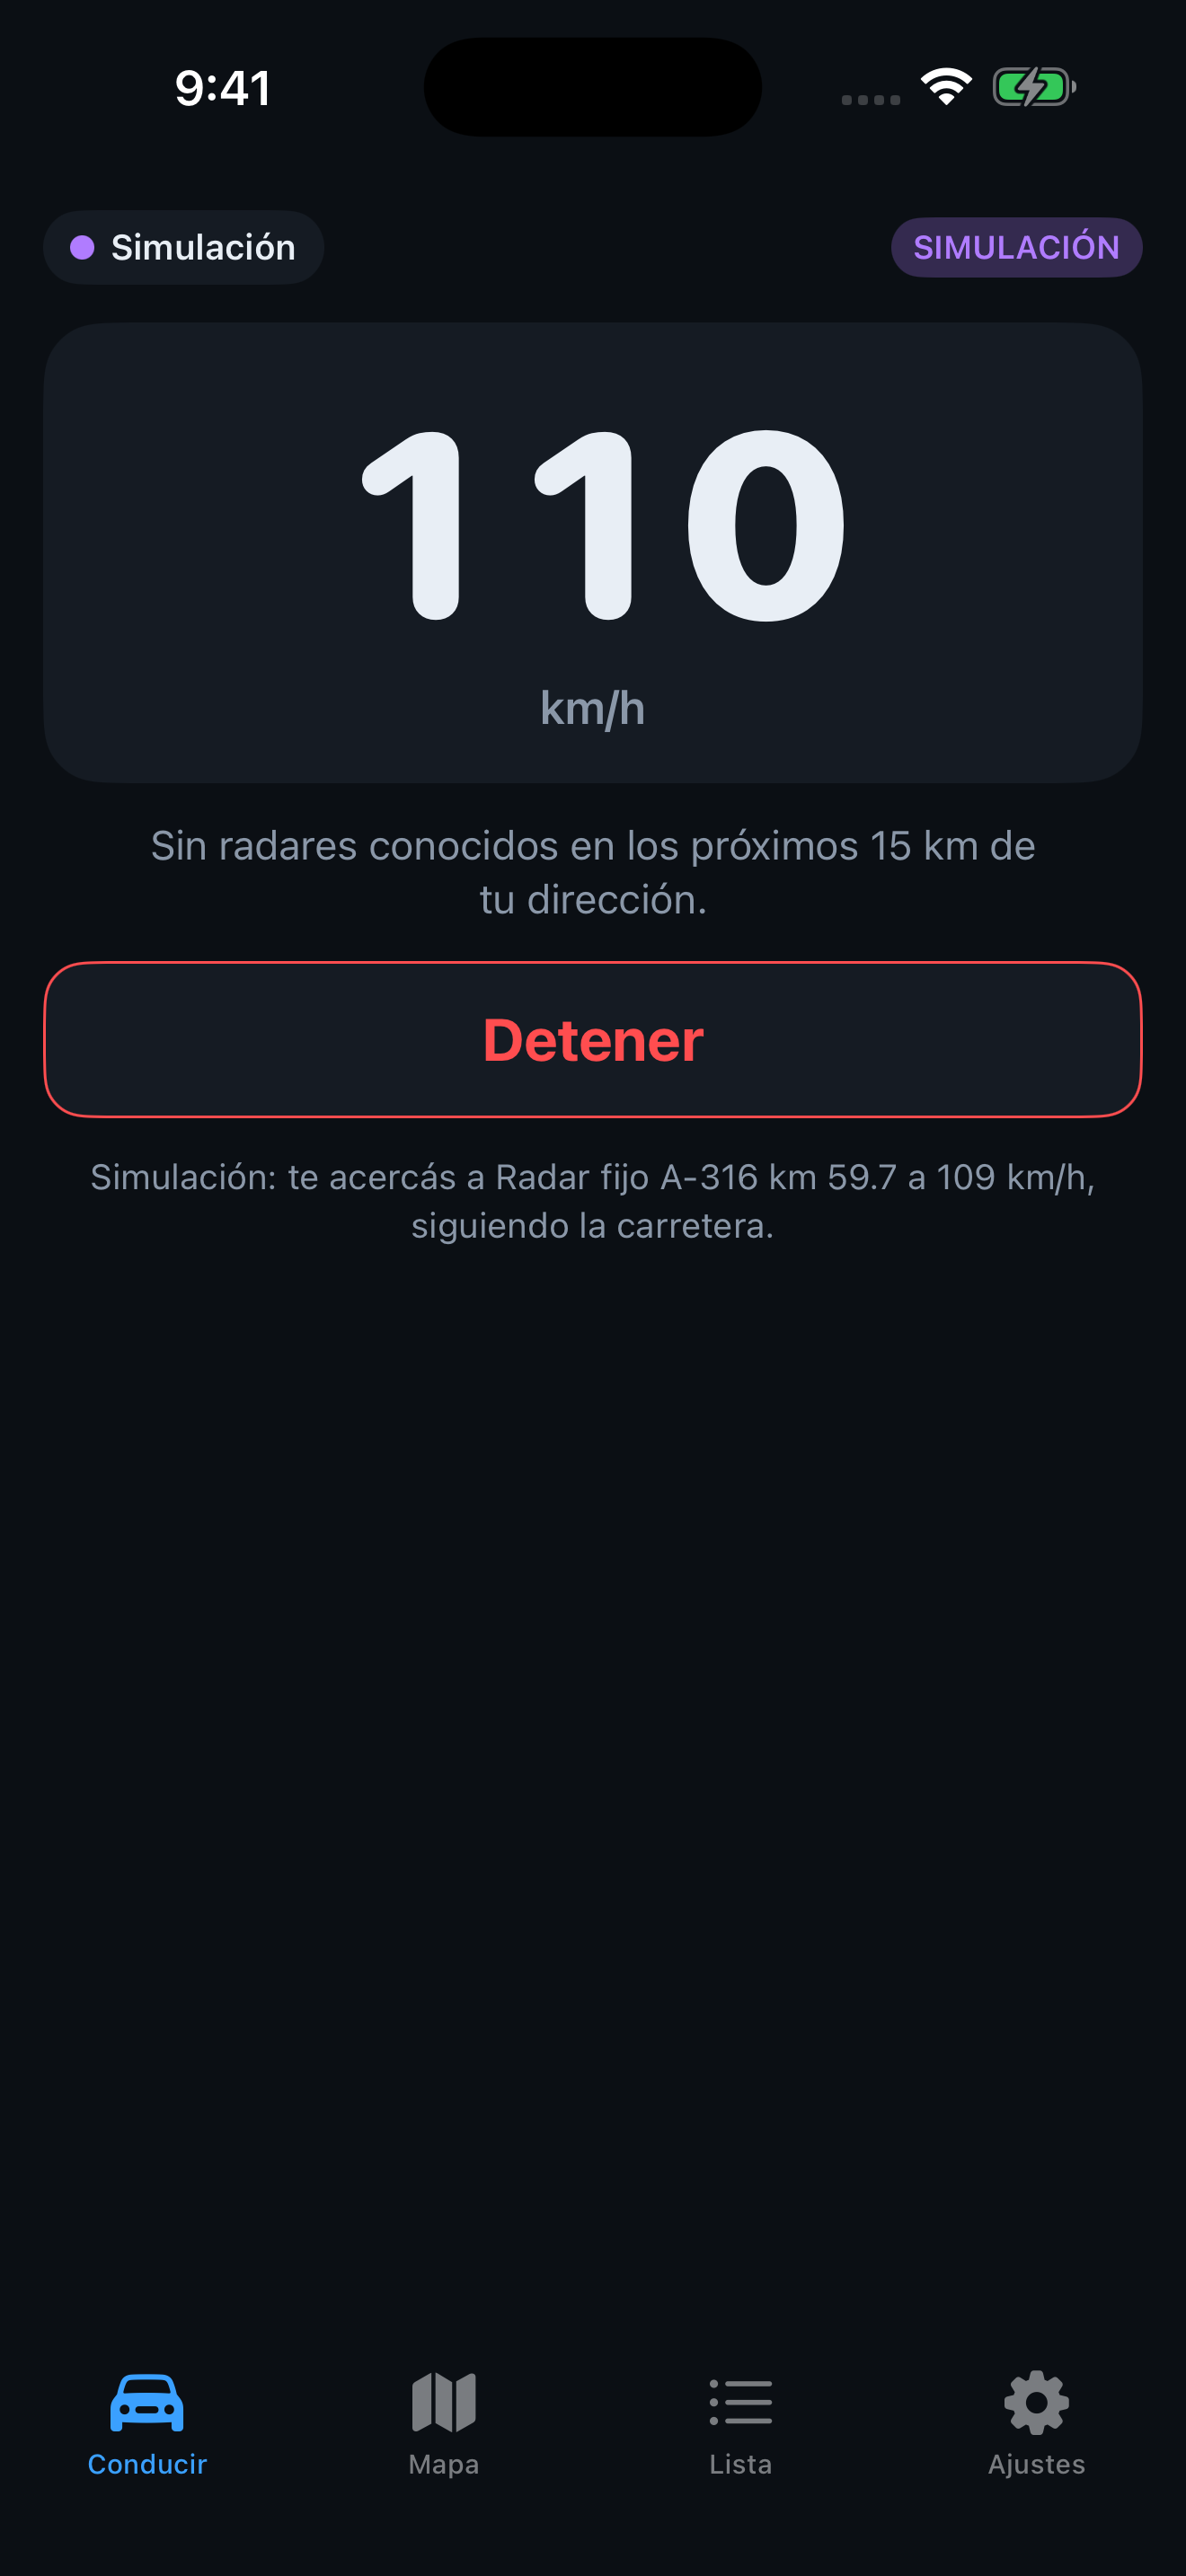 9:41
Simulación
SIMULACIÓN
110
km/h
Sin radares conocidos en los próximos 15 km de
tu dirección.
Detener
Simulación: te acercás a Radar fijo A-316 km 59.7 a 109 km/h,
siguiendo la carretera.
Conducir
Mapa
Lista
Ajustes